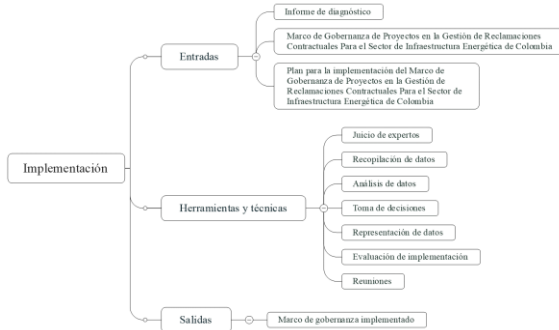 Informe de diagnóstico
Marco de Gobernanza de Proyectos en la Gestión de Reclamaciones
Contractuales Para el Sector de Infraestructura Energética de Colombia
Entradas
Plan para la implementación del Marco de
Gobernanza de Proyectos en la Gestión de
Reclamaciones Contractuales Para el Sector de
Infraestructura Energética de Colombia
Implementación
Juicio de expertos
Recopilación de datos
Análisis de datos
Herramientas y técnicas
Toma de decisiones
Representación de datos
Evaluación de implementación
Reuniones
Salidas
Marco de gobernanza implementado